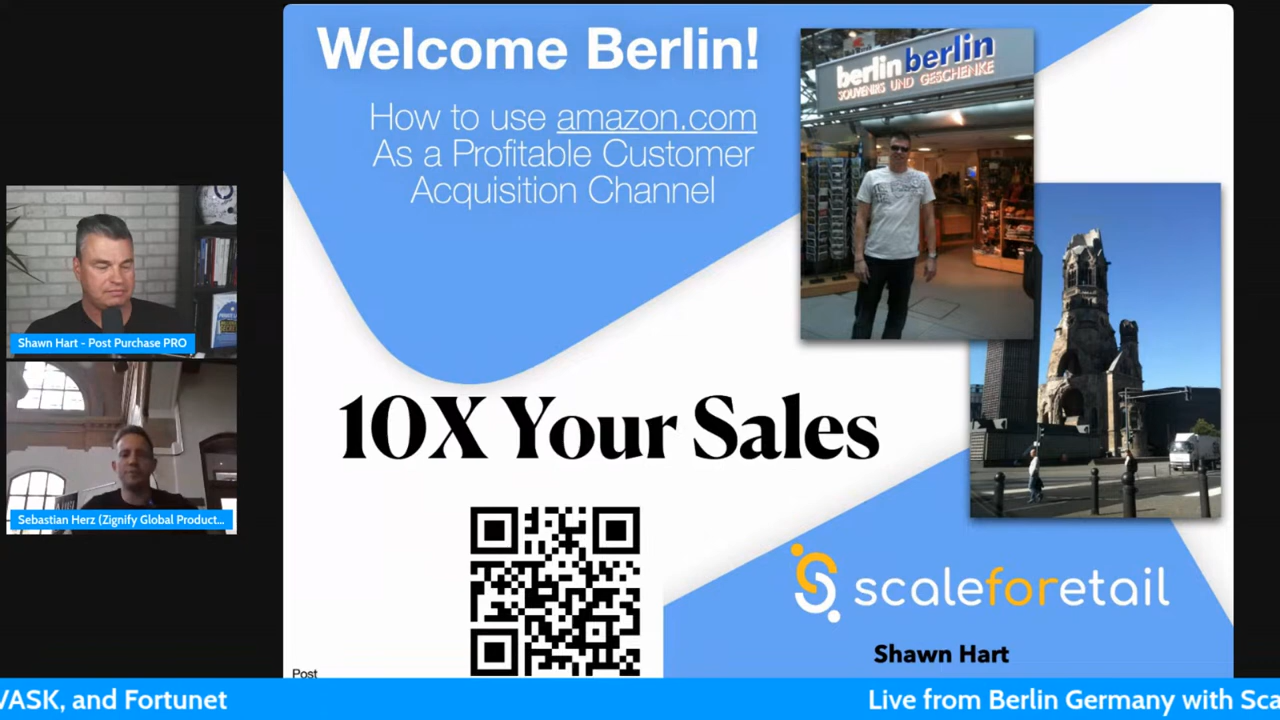 Welcome Berlin!
How to use amazon.com
As a Profitable Customer
Acquisition Channel
berlin berlin
SOUVENIRS UND GESCHENKE
Shawn Hart - Post Purchase PRO
Sebastian Herz (Zignify Global Product...
10X Your Sales
scaleforetail
Shawn Hart
Post
VASK, and Fortunet
Live from Berlin Germany with Sca